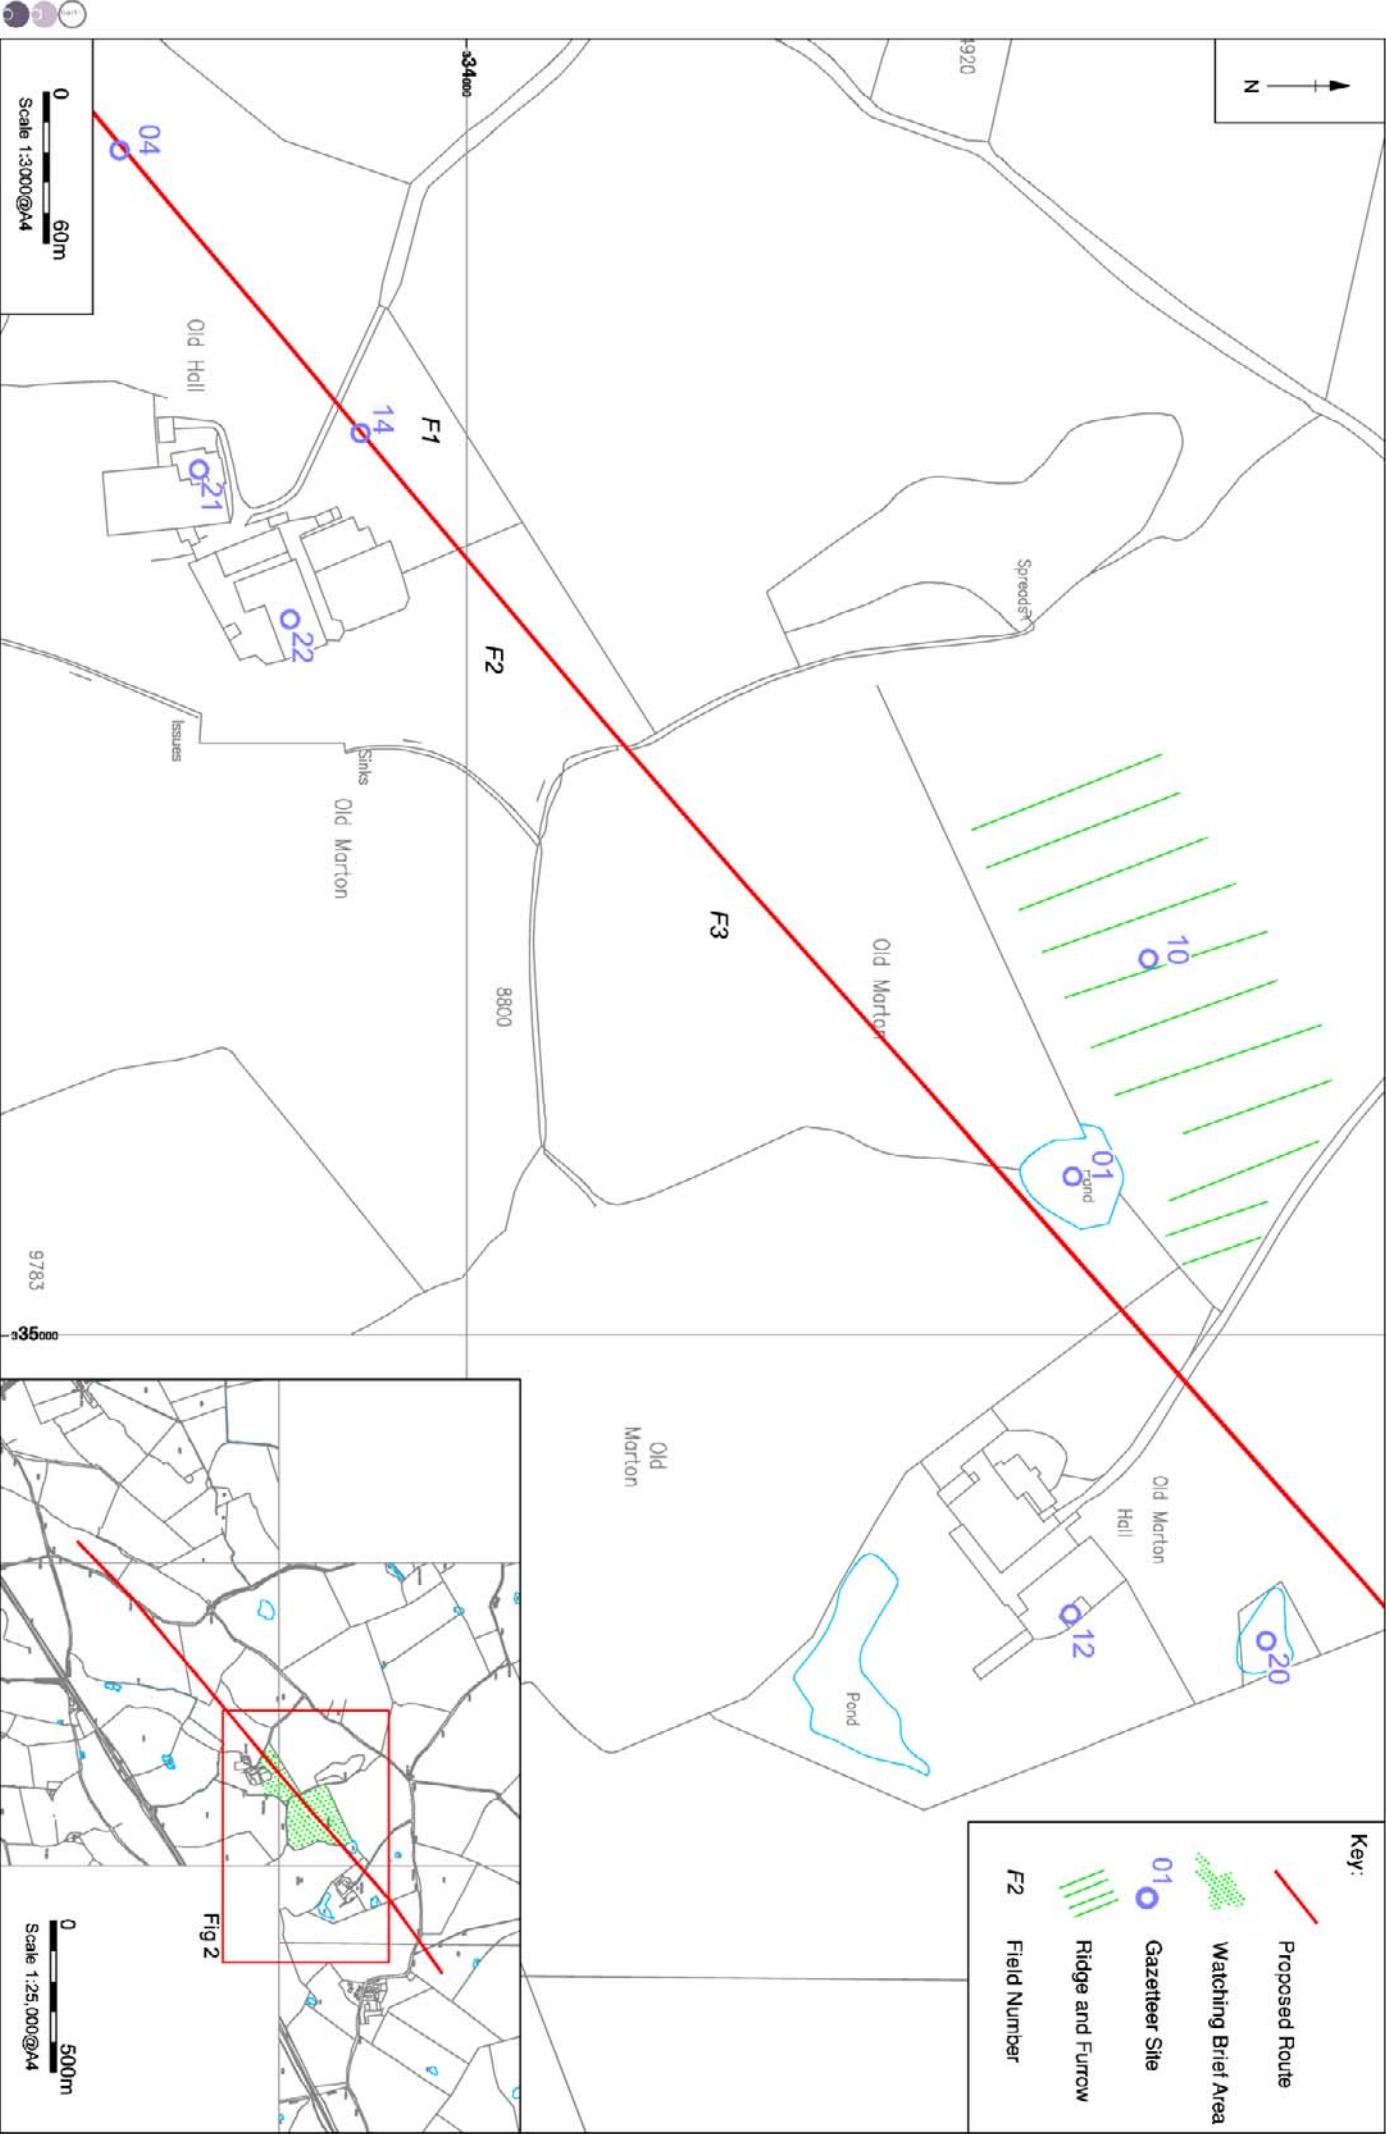 N
4920
334000
04
0
60m
Scale 1:3000@A4
Old Hall
14
F1
21
22
F2
Spreads
Issues
Sinks
Old Marton
F3
Old Marton
10
8800
01
Pond
9783
335000
Old
Marton
Old Marton
Hall
12
20
Pond
Key:
Proposed Route
Watching Brief Area
01
Gazetteer Site
Ridge and Furrow
F2
Field Number
Fig 2
0
500m
Scale 1:25,000@A4